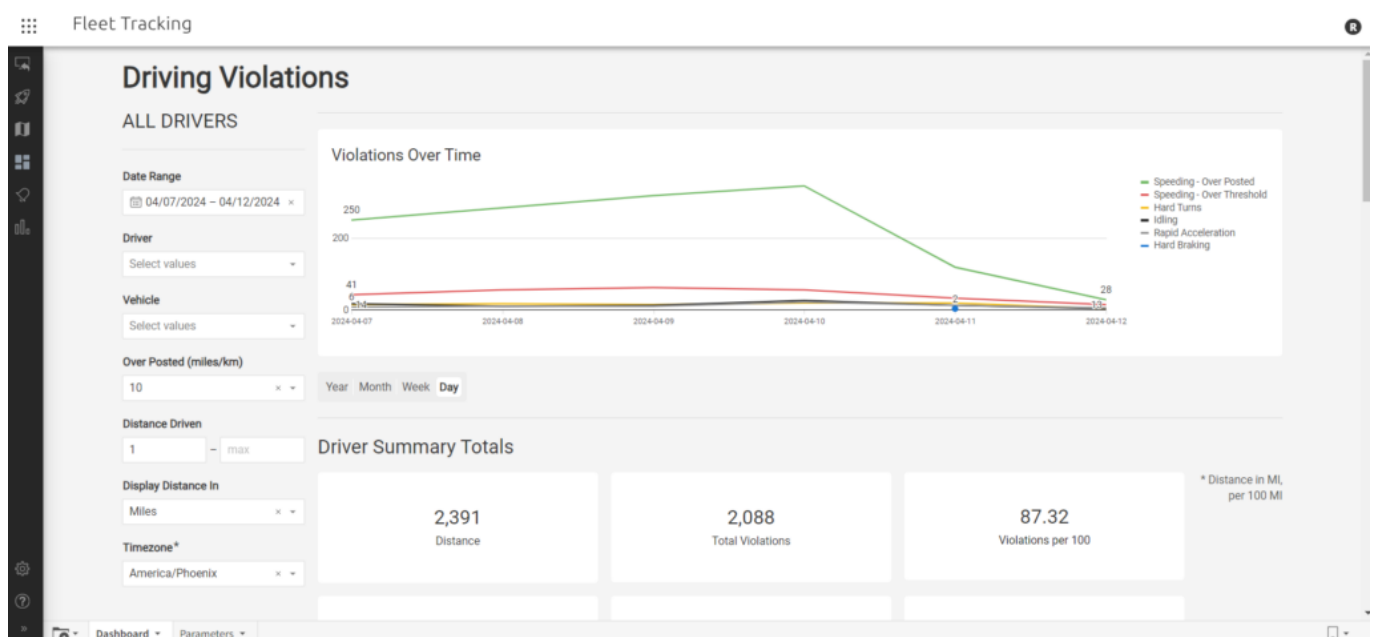 Fleet Tracking
R
Driving Violations
ALL DRIVERS
Date Range
04/07/2024 – 04/12/2024 ×
Driver
Select values
Vehicle
Select values
Over Posted (miles/km)
10 ×
Distance Driven
1 – max
Display Distance In
Miles ×
Timezone*
America/Phoenix ×
Violations Over Time
Speeding - Over Posted
Speeding - Over Threshold
Hard Turns
Idling
Rapid Acceleration
Hard Braking
250
200
41
6
14
0
2
28
13
2024-04-07 2024-04-08 2024-04-09 2024-04-10 2024-04-11 2024-04-12
Year Month Week Day
Driver Summary Totals
* Distance in MI,
per 100 MI
2,391
Distance
2,088
Total Violations
87.32
Violations per 100
Dashboard Parameters